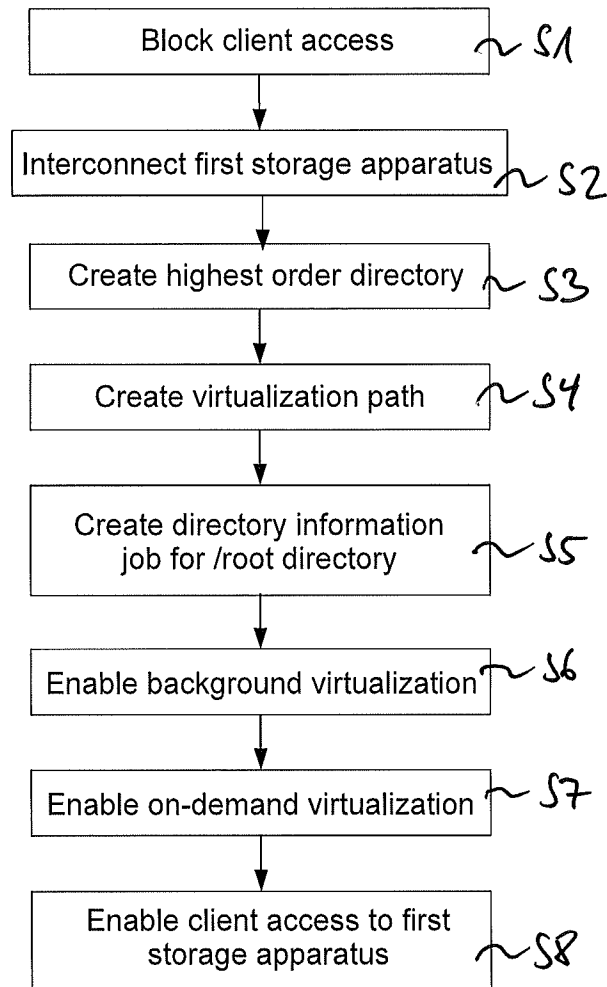 Block client access S1
Interconnect first storage apparatus S2
Create highest order directory S3
Create virtualization path S4
Create directory information
job for /root directory S5
Enable background virtualization S6
Enable on-demand virtualization S7
Enable client access to first
storage apparatus S8